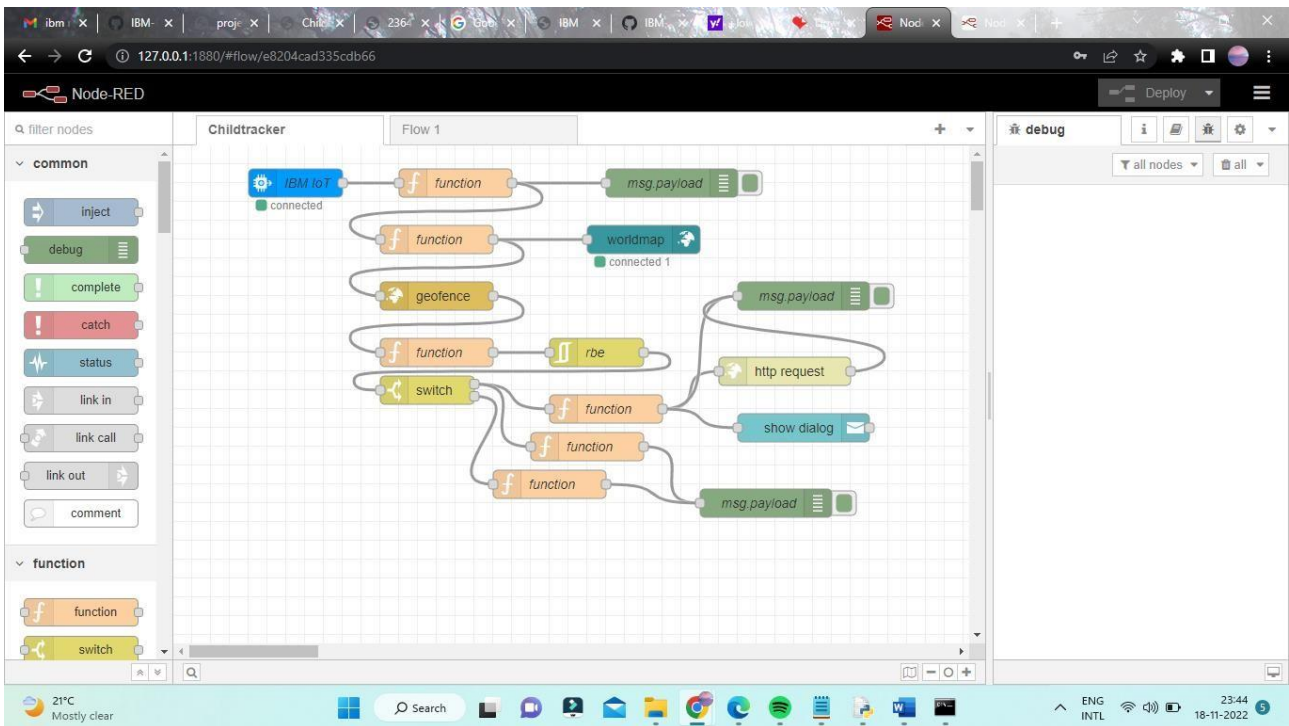 ibm
IBM-
proje
Chil
2364
IBM
IBM
Nod
127.0.0.1:1880/#flow/e8204cad335cdb66
Node-RED
Deploy
filter nodes
Childtracker
Flow 1
debug
i
all nodes
all
common
inject
debug
complete
catch
status
link in
link call
link out
comment
function
function
switch
IBM IoT
connected
function
msg.payload
function
worldmap
connected 1
geofence
msg.payload
function
rbe
http request
switch
function
show dialog
function
function
msg.payload
21°C
Mostly clear
Search
ENG
INTL
23:44
18-11-2022
5